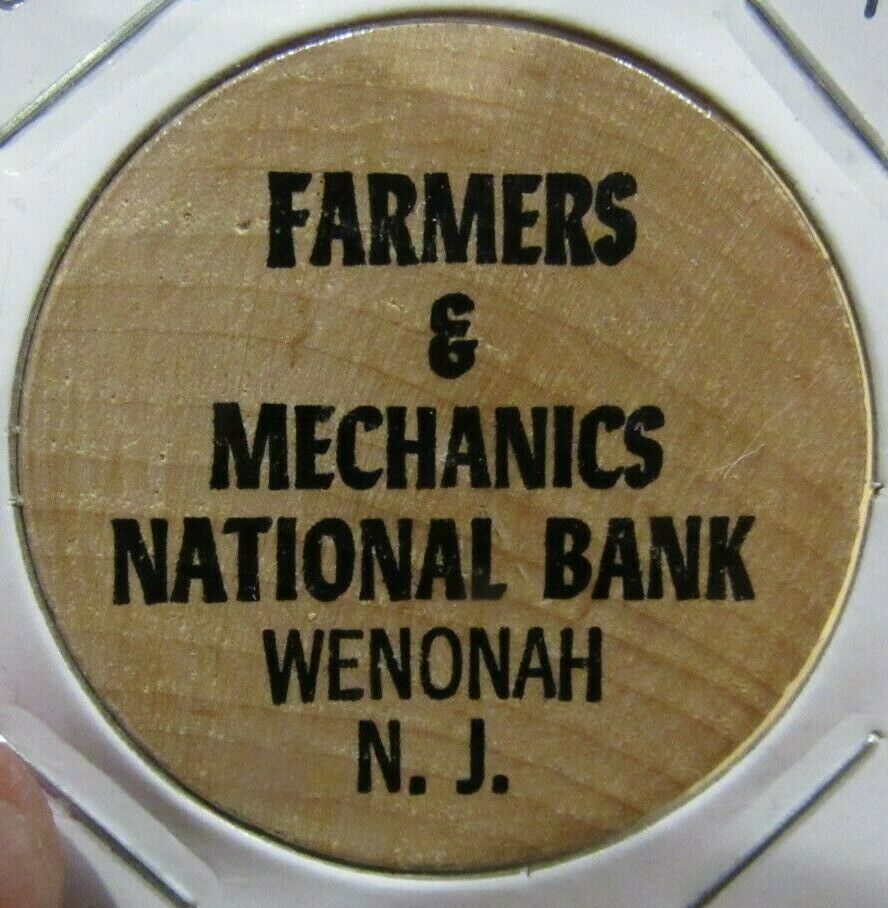 FARMERS
&
MECHANICS
NATIONAL BANK
WENONAH
N. J.